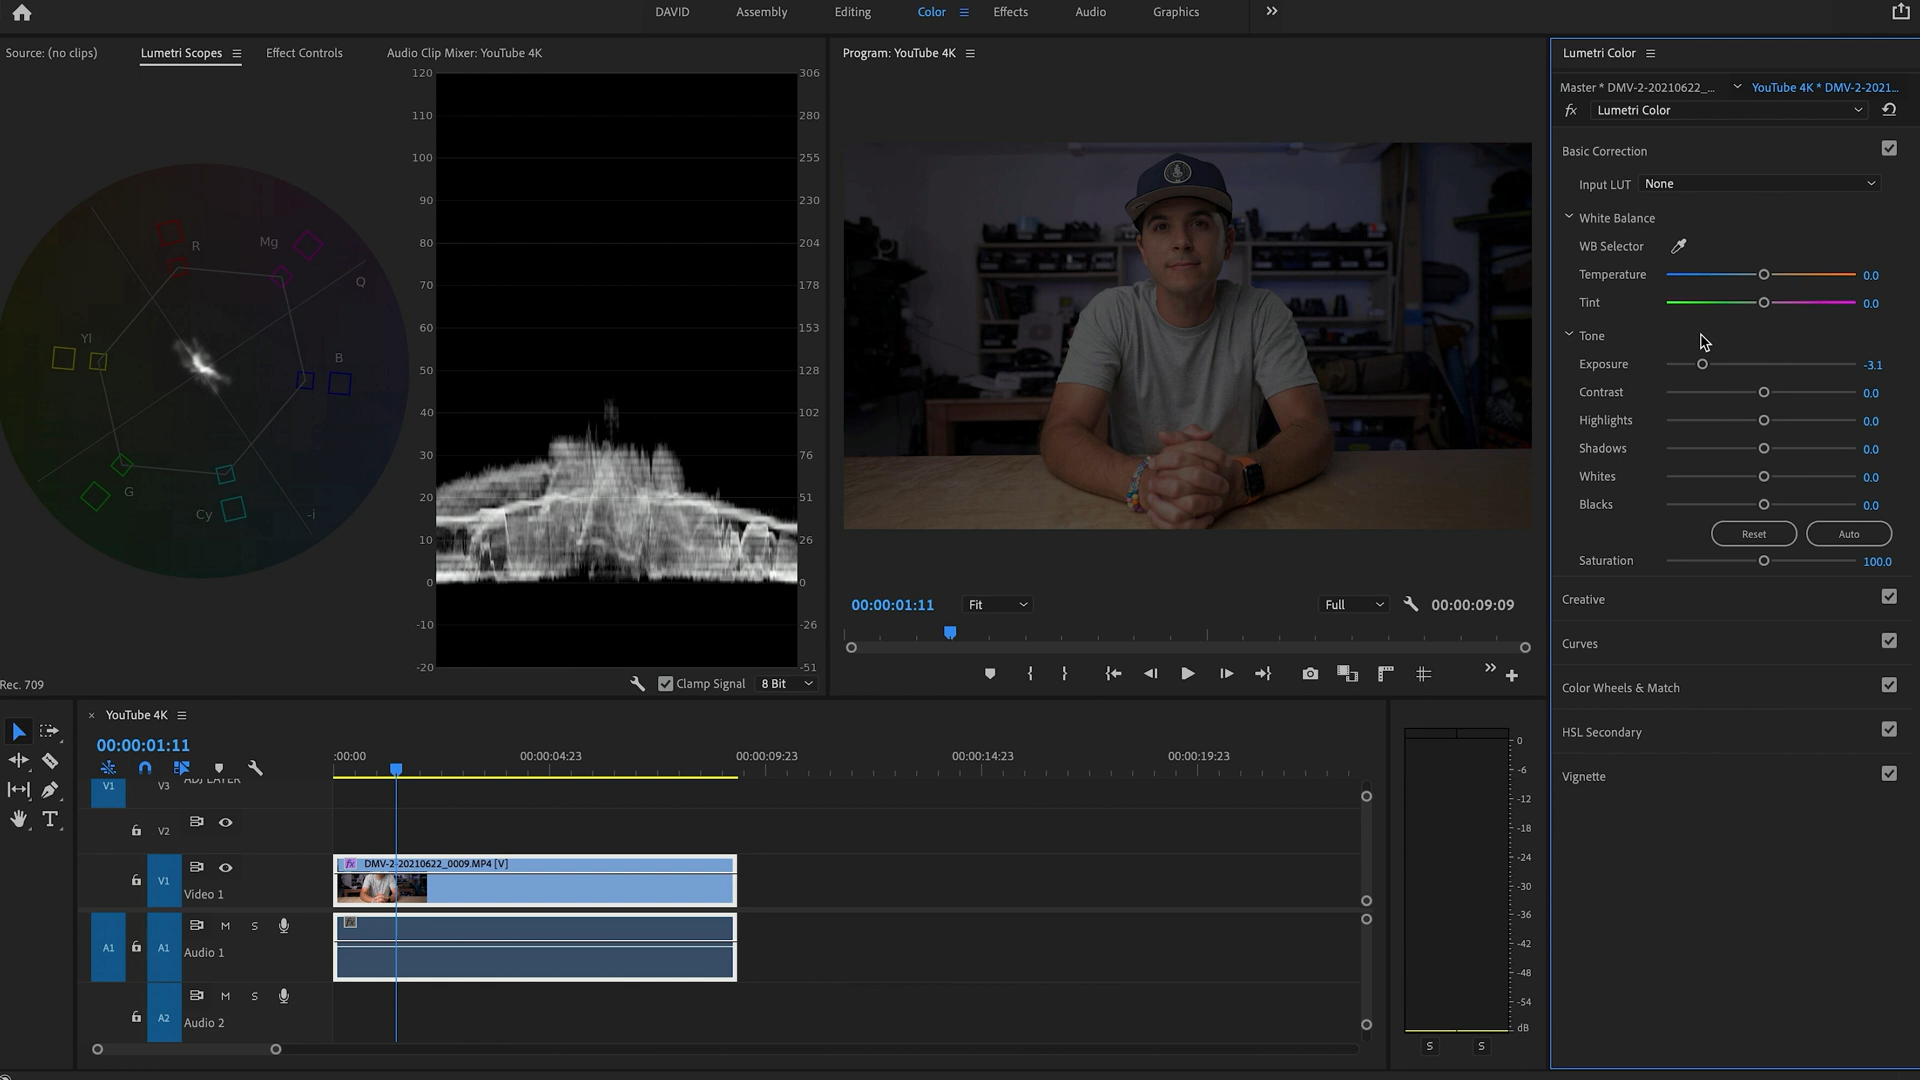 DAVID Assembly Editing Color Effects Audio Graphics
Source: (no clips) Lumetri Scopes Effect Controls Audio Clip Mixer: YouTube 4K
R Mg Q B -i Cy G Yl
120 306
110 280
100 255
90 230
80 204
70 178
60 153
50 128
40 102
30 76
20 51
10 26
0 0
-10 -26
-20 -51
Rec. 709
Clamp Signal 8 Bit
Program: YouTube 4K
00:00:01:11 Fit Full 00:00:09:09
Lumetri Color
Master * DMV-2-20210622_... YouTube 4K * DMV-2-2021...
fx Lumetri Color
Basic Correction
Input LUT None
White Balance
WB Selector
Temperature 0.0
Tint 0.0
Tone
Exposure -3.1
Contrast 0.0
Highlights 0.0
Shadows 0.0
Whites 0.0
Blacks 0.0
Reset Auto
Saturation 100.0
Creative
Curves
Color Wheels & Match
HSL Secondary
Vignette
× YouTube 4K
00:00:01:11
:00:00 00:00:04:23 00:00:09:23 00:00:14:23 00:00:19:23
V1 V3 ADJ LAYER
V2
V1 Video 1
fx DMV-2-20210622_0009.MP4 [V]
A1 A1 M S Audio 1
fx
A2 M S Audio 2
T
0
-6
-12
-18
-24
-30
-36
-42
-48
-54
dB
S S